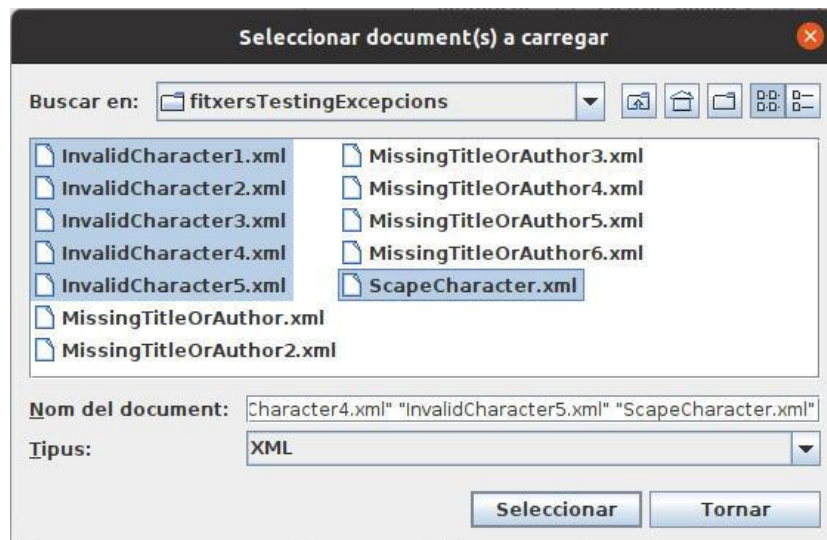 Seleccionar document(s) a carregar
Buscar en: fitxersTestingExcepcions
InvalidCharacter1.xml
InvalidCharacter2.xml
InvalidCharacter3.xml
InvalidCharacter4.xml
InvalidCharacter5.xml
MissingTitleOrAuthor.xml
MissingTitleOrAuthor2.xml
MissingTitleOrAuthor3.xml
MissingTitleOrAuthor4.xml
MissingTitleOrAuthor5.xml
MissingTitleOrAuthor6.xml
ScapeCharacter.xml
Nom del document: Character4.xml" "InvalidCharacter5.xml" "ScapeCharacter.xml"
Tipus: XML
Seleccionar Tornar